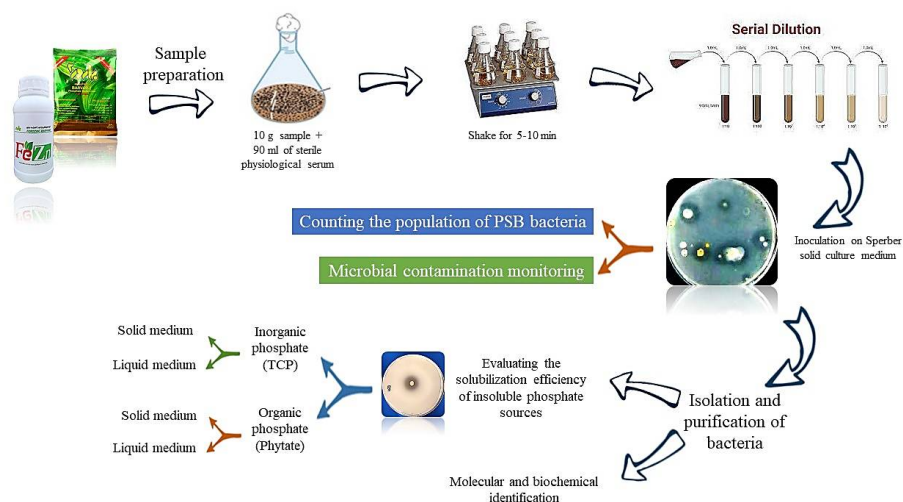 Sample
preparation
FeZn
10 g sample +
90 ml of sterile
physiological serum
Shake for 5-10 min
Serial Dilution
Inoculation on Sperber
solid culture medium
Counting the population of PSB bacteria
Microbial contamination monitoring
Solid medium
Liquid medium
Inorganic
phosphate
(TCP)
Solid medium
Liquid medium
Organic
phosphate
(Phytate)
Evaluating the
solubilization efficiency
of insoluble phosphate
sources
Isolation and
purification of
bacteria
Molecular and biochemical
identification